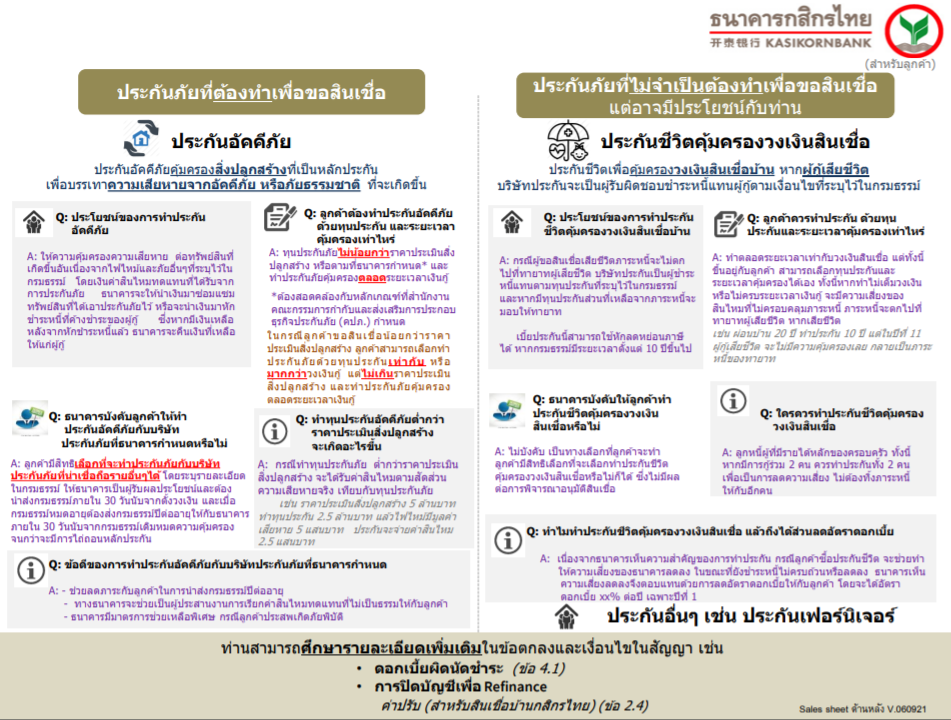 ธนาคารกสิกรไทย
开泰银行 KASIKORNBANK
(สำหรับลูกค้า)
ประกันภัยที่ต้องทำเพื่อขอสินเชื่อ
ประกันอัคคีภัย
ประกันอัคคีภัยคุ้มครองสิ่งปลูกสร้างที่เป็นหลักประกัน
เพื่อบรรเทาความเสียหายจากอัคคีภัย หรือภัยธรรมชาติ ที่จะเกิดขึ้น
Q: ประโยชน์ของการทำประกัน
อัคคีภัย
A: ให้ความคุ้มครองความเสียหาย ต่อทรัพย์สินที่
เกิดขึ้นอันเนื่องจากไฟไหม้และภัยอื่นๆที่ระบุไว้ใน
กรมธรรม์ โดยเงินค่าสินไหมทดแทนที่ได้รับจาก
การประกันภัย ธนาคารจะให้นำเงินมาซ่อมแซม
ทรัพย์สินที่ได้เอาประกันภัยไว้ หรือจะนำเงินมาหัก
ชำระหนี้ที่ค้างชำระของผู้กู้ ซึ่งหากมีเงินเหลือ
หลังจากหักชำระหนี้แล้ว ธนาคารจะคืนเงินที่เหลือ
ให้แก่ผู้กู้
Q: ลูกค้าต้องทำประกันอัคคีภัย
ด้วยทุนประกัน และระยะเวลา
คุ้มครองเท่าไหร่
A: ทุนประกันภัยไม่น้อยกว่าราคาประเมินสิ่ง
ปลูกสร้าง หรือตามที่ธนาคารกำหนด* และ
ทำประกันภัยครอบคลุมตลอดระยะเวลาเงินกู้
*ต้องสอดคล้องกับหลักเกณฑ์ที่สำนักงาน
คณะกรรมการกำกับและส่งเสริมการประกอบ
ธุรกิจประกันภัย (คปภ.) กำหนด
ในกรณีลูกค้าขอสินเชื่อน้อยกว่าราคา
ประเมินสิ่งปลูกสร้าง ลูกค้าสามารถเลือกทำ
ประกันภัยด้วยทุนประกันเท่ากับ หรือ
มากกว่าวงเงินกู้ แต่ไม่เกินราคาประเมิน
สิ่งปลูกสร้าง และทำประกันภัยคุ้มครอง
ตลอดระยะเวลาเงินกู้
Q: ธนาคารบังคับลูกค้าให้ทำ
ประกันอัคคีภัยกับบริษัท
ประกันภัยที่ธนาคารกำหนดหรือไม่
A: ลูกค้ามีสิทธิเลือกที่จะทำประกันภัยกับบริษัท
ประกันภัยที่น่าเชื่อถือรายอื่นๆได้ โดยระบุรายละเอียด
ในกรมธรรม์ ให้ธนาคารเป็นผู้รับผลประโยชน์และต้อง
นำส่งกรมธรรม์ภายใน 30 วันนับจากตั้งวงเงิน และเมื่อ
กรมธรรม์หมดอายุต้องส่งกรมธรรม์ปีต่ออายุให้กับธนาคาร
ภายใน 30 วันนับจากกรมธรรม์เดิมหมดความคุ้มครอง
จนกว่าจะมีการไถ่ถอนหลักประกัน
Q: ทำทุนประกันอัคคีภัยต่ำกว่า
ราคาประเมินสิ่งปลูกสร้าง
จะเกิดอะไรขึ้น
A: กรณีทำทุนประกันภัย ต่ำกว่าราคาประเมิน
สิ่งปลูกสร้าง จะได้รับค่าสินไหมตามสัดส่วน
ความเสียหายจริง เทียบกับทุนประกันภัย
เช่น ราคาประเมินสิ่งปลูกสร้าง 5 ล้านบาท
ทำทุนประกัน 2.5 ล้านบาท แล้วไฟไหม้มีมูลค่า
เสียหาย 5 แสนบาท ประกันจะจ่ายค่าสินไหม
2.5 แสนบาท
Q: ข้อดีของการทำประกันอัคคีภัยกับบริษัทประกันภัยที่ธนาคารกำหนด
A: - ช่วยลดภาระกับลูกค้าในการนำส่งกรมธรรม์ปีต่ออายุ
- ทางธนาคารจะช่วยเป็นผู้ประสานงานการเรียกค่าสินไหมทดแทนที่ไม่เป็นธรรมให้กับลูกค้า
- ธนาคารมีมาตรการช่วยเหลือพิเศษ กรณีลูกค้าประสพเกิดภัยพิบัติ
ประกันภัยที่ไม่จำเป็นต้องทำเพื่อขอสินเชื่อ
แต่อาจมีประโยชน์กับท่าน
ประกันชีวิตคุ้มครองวงเงินสินเชื่อ
ประกันชีวิตเพื่อคุ้มครองวงเงินสินเชื่อบ้าน หากผู้กู้เสียชีวิต
บริษัทประกันจะเป็นผู้รับผิดชอบชำระหนี้แทนผู้กู้ตามเงื่อนไขที่ระบุไว้ในกรมธรรม์
Q: ประโยชน์ของการทำประกัน
ชีวิตคุ้มครองวงเงินสินเชื่อบ้าน
A: กรณีผู้ขอสินเชื่อเสียชีวิตภาระหนี้จะไม่ตก
ไปที่ทายาทผู้เสียชีวิต บริษัทประกันเป็นผู้ชำระ
หนี้แทนตามทุนประกันที่ระบุไว้ในกรมธรรม์
และหากมีทุนประกันส่วนที่เหลือจากภาระหนี้จะ
มอบให้ทายาท
เบี้ยประกันนี้สามารถใช้หักลดหย่อนภาษี
ได้ หากกรมธรรม์มีระยะเวลาตั้งแต่ 10 ปีขึ้นไป
Q: ลูกค้าควรทำประกัน ด้วยทุน
ประกันและระยะเวลาคุ้มครองเท่าไหร่
A: ทำตลอดระยะเวลาเท่ากับวงเงินสินเชื่อ แต่ทั้งนี้
ขึ้นอยู่กับลูกค้า สามารถเลือกทุนประกันและ
ระยะเวลาคุ้มครองได้เอง ทั้งนี้หากทำไม่เต็มวงเงิน
หรือไม่ครบระยะเวลาเงินกู้ จะมีความเสี่ยงของ
สินไหมที่ไม่ครอบคลุมภาระหนี้ ภาระหนี้จะตกไปที่
ทายาทผู้เสียชีวิต หากเสียชีวิต
เช่น ผ่อนบ้าน 20 ปี ทำประกัน 10 ปี แต่ในปีที่ 11
ผู้กู้เสียชีวิต จะไม่มีความคุ้มครองเลย กลายเป็นภาระ
หนี้ของทายาท
Q: ธนาคารบังคับให้ลูกค้าทำ
ประกันชีวิตคุ้มครองวงเงิน
สินเชื่อหรือไม่
A: ไม่บังคับ เป็นทางเลือกที่ลูกค้าจะทำ
ลูกค้ามีสิทธิเลือกที่จะเลือกทำประกันชีวิต
คุ้มครองวงเงินสินเชื่อหรือไม่ก็ได้ ซึ่งไม่มีผล
ต่อการพิจารณาอนุมัติสินเชื่อ
Q: ใครควรทำประกันชีวิตคุ้มครอง
วงเงินสินเชื่อ
A: ลูกหนี้ผู้ที่มีรายได้หลักของครอบครัว ทั้งนี้
หากมีการกู้ร่วม 2 คน ควรทำประกันทั้ง 2 คน
เพื่อเป็นการลดความเสี่ยง ไม่ต้องทิ้งภาระหนี้
ให้กับอีกคน
Q: ทำไมทำประกันชีวิตคุ้มครองวงเงินสินเชื่อ แล้วถึงได้ส่วนลดอัตราดอกเบี้ย
A: เนื่องจากธนาคารเห็นความสำคัญของการทำประกัน กรณีลูกค้าซื้อประกันชีวิต จะช่วยทำ
ให้ความเสี่ยงของธนาคารลดลง ในขณะที่ยังชำระหนี้ไม่ครบถ้วนหรือลดลง ธนาคารเห็น
ความเสี่ยงลดลงจึงตอบแทนด้วยการลดอัตราดอกเบี้ยให้กับลูกค้า โดยจะได้อัตรา
ดอกเบี้ย xx% ต่อปี เฉพาะปีที่ 1
ประกันอื่นๆ เช่น ประกันเฟอร์นิเจอร์
ท่านสามารถศึกษารายละเอียดเพิ่มเติมในข้อตกลงและเงื่อนไขในสัญญา เช่น
• ดอกเบี้ยผิดนัดชำระ (ข้อ 4.1)
• การปิดบัญชีเพื่อ Refinance
ค่าปรับ (สำหรับสินเชื่อบ้านกสิกรไทย) (ข้อ 2.4)
Sales sheet ด้านหลัง V.060921